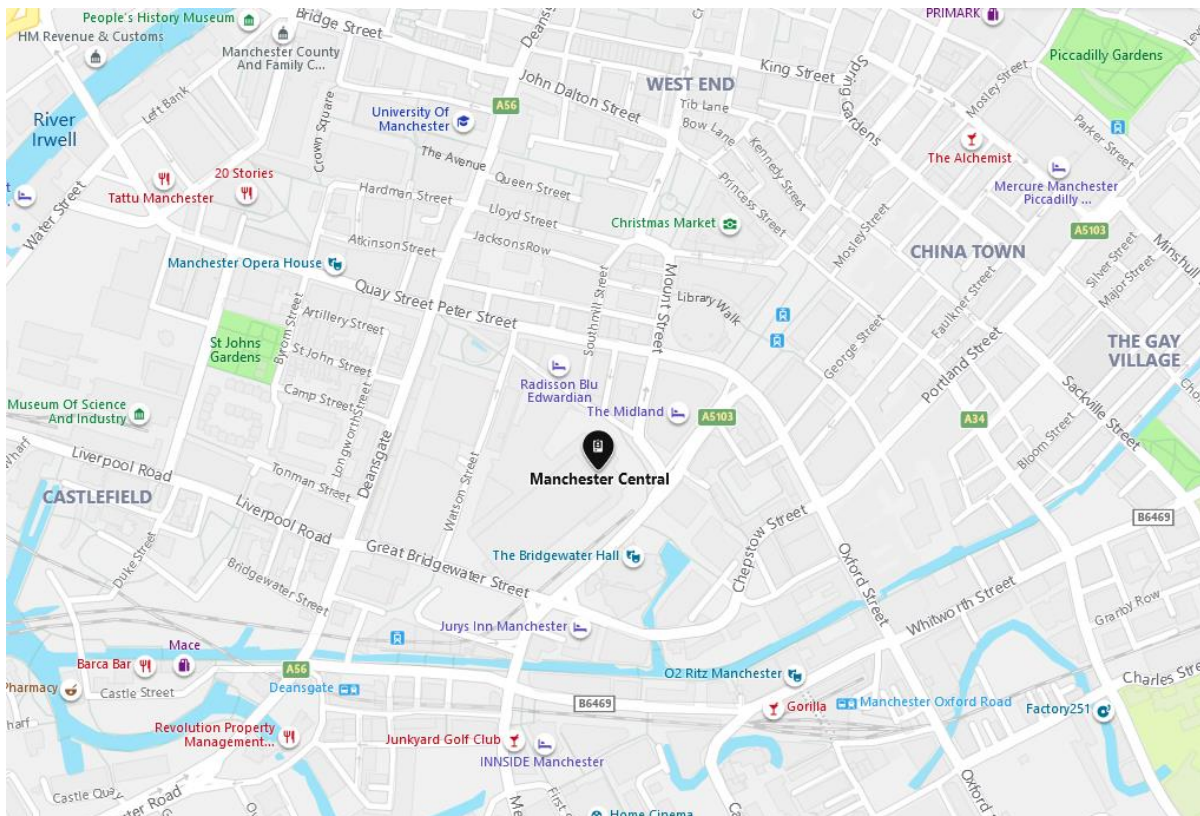 People's History Museum
Bridge Street
PRIMARK
HM Revenue & Customs
Manchester County
And Family C...
Deans
King Street
Spring Gardens
Piccadilly Gardens
Left Bank
John Dalton Street
WEST END
Mosley Street
River
Irwell
Crown Square
University Of
Manchester
A56
Tib Lane
Bow Lane
Kennedy Street
Parker Street
The Avenue
The Alchemist
20 Stories
Tattu Manchester
Hardman Street
Queen Street
Princess Street
Mercure Manchester
Piccadilly ...
Water Street
Lloyd Street
Christmas Market
Mosley Street
A5103
Atkinson Street
Jacksons Row
CHINA TOWN
Minshull
Manchester Opera House
Silver Street
Major Street
Quay Street
Peter Street
Southmill Street
Mount Street
Library Walk
Faulkner Street
Artillery Street
Byrom Street
St Johns
Gardens
St John Street
George Street
Portland Street
THE GAY
VILLAGE
Radisson Blu
Edwardian
Camp Street
Longworth Street
Museum Of Science
And Industry
The Midland
A5103
A34
Sackville Street
Bloom Street
Wharf
Liverpool Road
Deansgate
Watson Street
Manchester Central
Tonman Street
CASTLEFIELD
Liverpool Road
B6469
Duke Street
Great Bridgewater Street
The Bridgewater Hall
Chepstow Street
Oxford Street
Bridgewater Street
Whitworth Street
Granby Row
Jurys Inn Manchester
Mace
Barca Bar
A56
O2 Ritz Manchester
Charles Street
Pharmacy
Castle Street
Deansgate
B6469
Gorilla
Manchester Oxford Road
Factory251
harf
Revolution Property
Management...
Junkyard Golf Club
INNSIDE Manchester
Castle Quay
ter Road
Oxford
Home Cinema